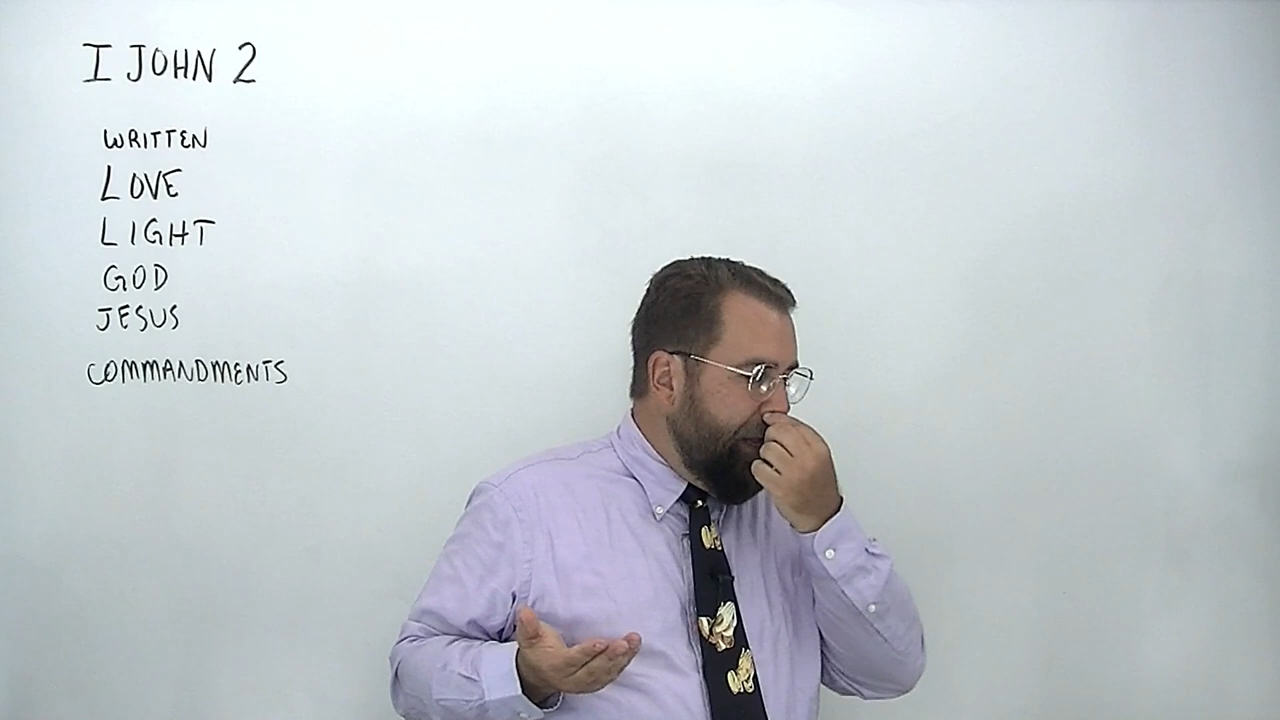 I JOHN 2
WRITTEN
LOVE
LIGHT
GOD
JESUS
COMMANDMENTS